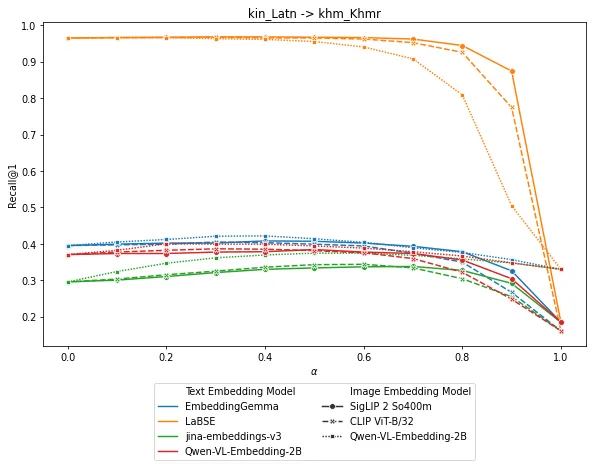 kin_Latn -> khm_Khmr
Recall@1
1.0
0.9
0.8
0.7
0.6
0.5
0.4
0.3
0.2
0.0 0.2 0.4 0.6 0.8 1.0
α
Text Embedding Model
EmbeddingGemma
LaBSE
jina-embeddings-v3
Qwen-VL-Embedding-2B
Image Embedding Model
SigLIP 2 So400m
CLIP ViT-B/32
Qwen-VL-Embedding-2B